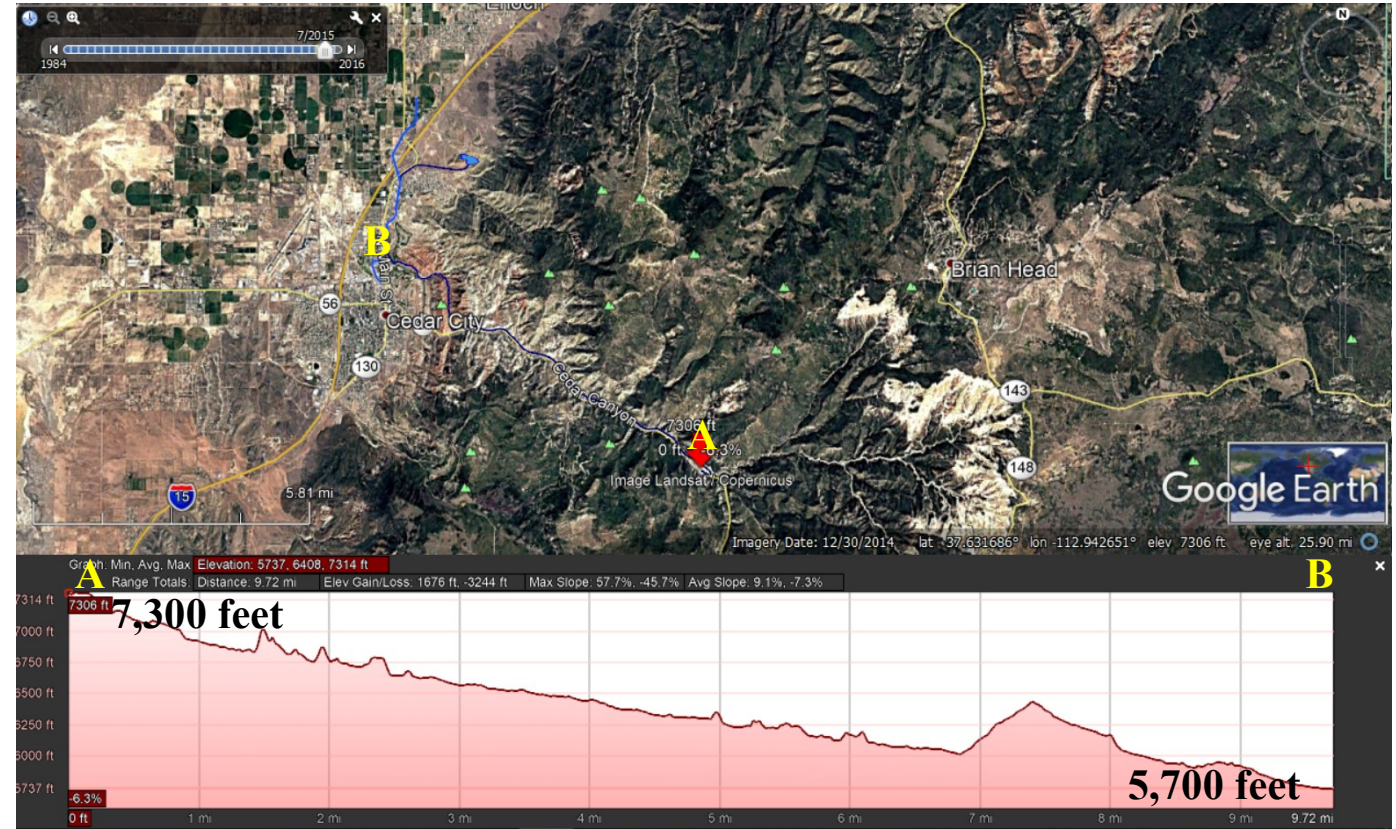 Enoch
7/2015
1984
2016
N
B
Main St
Brian Head
56
Cedar City
130
Cedar Canyon
143
7306 ft
A
0 ft
-6.3%
148
Image Landsat / Copernicus
Google Earth
15
5.81 mi
Imagery Date: 12/30/2014 lat 37.631686° lon -112.942651° elev 7306 ft eye alt 25.90 mi
Graph: Min, Avg, Max Elevation: 5737, 6408, 7314 ft
A
B
Range Totals: Distance: 9.72 mi Elev Gain/Loss: 1676 ft, -3244 ft Max Slope: 57.7%, -45.7% Avg Slope: 9.1%, -7.3%
7314 ft
7306 ft
7,300 feet
7000 ft
6750 ft
6500 ft
6250 ft
6000 ft
5737 ft
5,700 feet
-6.3%
0 ft 1 mi 2 mi 3 mi 4 mi 5 mi 6 mi 7 mi 8 mi 9 mi 9.72 mi